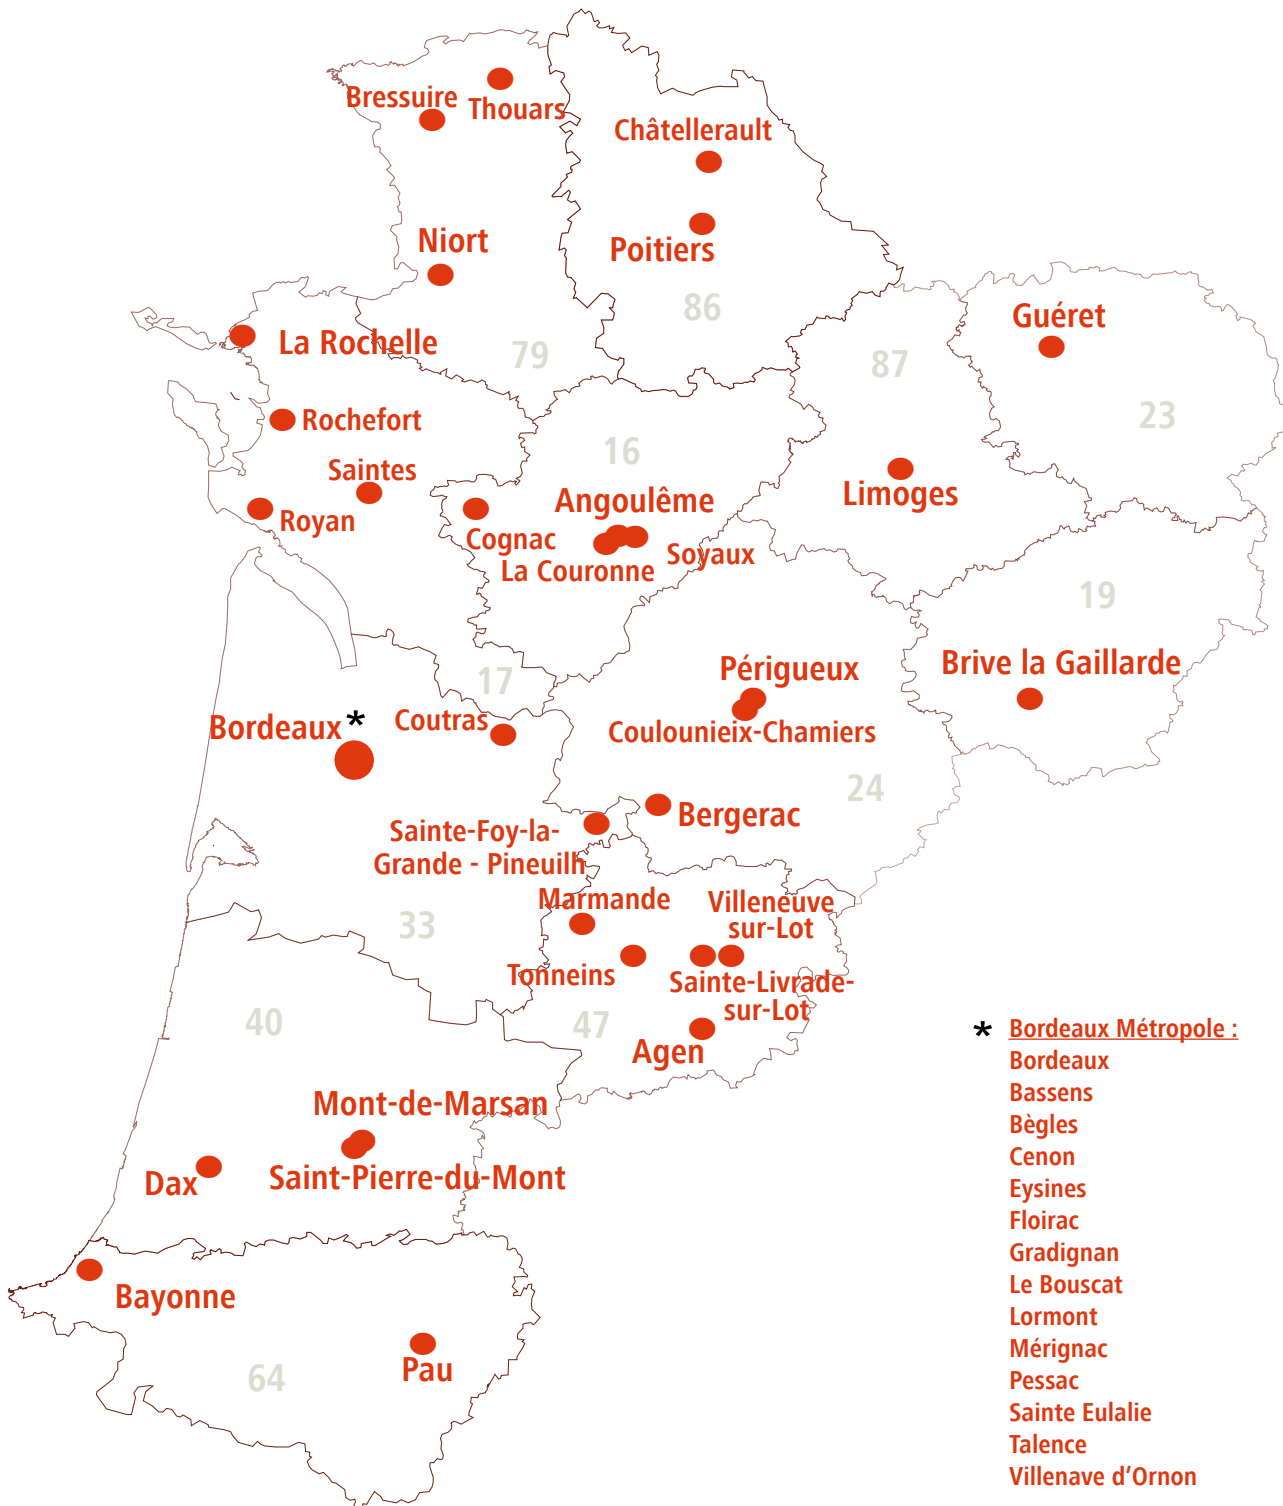 Bressuire
Thouars
Châtellerault
Niort
Poitiers
86
La Rochelle
79
Guéret
87
23
Rochefort
16
Saintes
Angoulême
Limoges
Royan
Cognac
Soyaux
La Couronne
19
17
Périgueux
Brive la Gaillarde
Bordeaux*
Coutras
Coulounieix-Chamiers
24
Bergerac
Sainte-Foy-la-
Grande - Pineuilh
Marmande
Villeneuve
sur-Lot
33
Tonneins
Sainte-Livrade-
sur-Lot
40
47
Agen
Mont-de-Marsan
Saint-Pierre-du-Mont
Dax
Bayonne
Pau
64
* Bordeaux Métropole :
Bordeaux
Bassens
Bègles
Cenon
Eysines
Floirac
Gradignan
Le Bouscat
Lormont
Mérignac
Pessac
Sainte Eulalie
Talence
Villenave d’Ornon